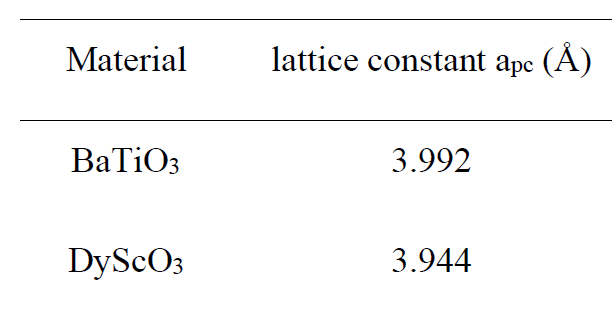 Material lattice constant apc (Å)
BaTiO3 3.992
DyScO3 3.944